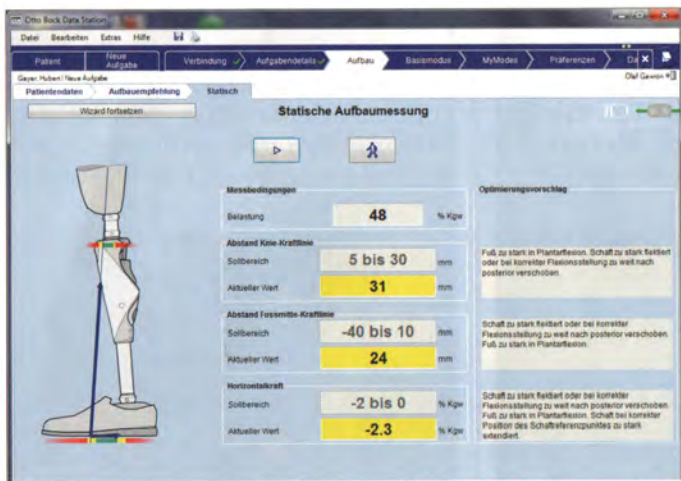 Otto Bock Data Station
Datei Bearbeiten Extras Hilfe
Patient
Neue Aufgabe
Verbindung
Aufgabendetails
Aufbau
Basismodus
MyModes
Präferenzen
Da
Gayer, Hubert | Neue Aufgabe
Olaf Gawron
Patientendaten Aufbauempfehlung Statisch
Wizard fortsetzen
Statische Aufbaumessung
Messbedingungen
Belastung 48 % Kgw
Optimierungsvorschlag
Abstand Knie-Kraftlinie
Sollbereich 5 bis 30 mm
Aktueller Wert 31 mm
Fuß zu stark in Plantarflexion. Schaft zu stark flektiert
oder bei korrekter Flexionsstellung zu weit nach
posterior verschoben.
Abstand Fussmitte-Kraftlinie
Sollbereich -40 bis 10 mm
Aktueller Wert 24 mm
Schaft zu stark flektiert oder bei korrekter
Flexionsstellung zu weit nach posterior verschoben.
Fuß zu stark in Plantarflexion.
Horizontalkraft
Sollbereich -2 bis 0 % Kgw
Aktueller Wert -2.3 % Kgw
Schaft zu stark flektiert oder bei korrekter
Flexionsstellung zu weit nach posterior verschoben.
Fuß zu stark in Plantarflexion. Schaft bei korrekter
Position des Schaftreferenzpunktes zu stark
extendiert.